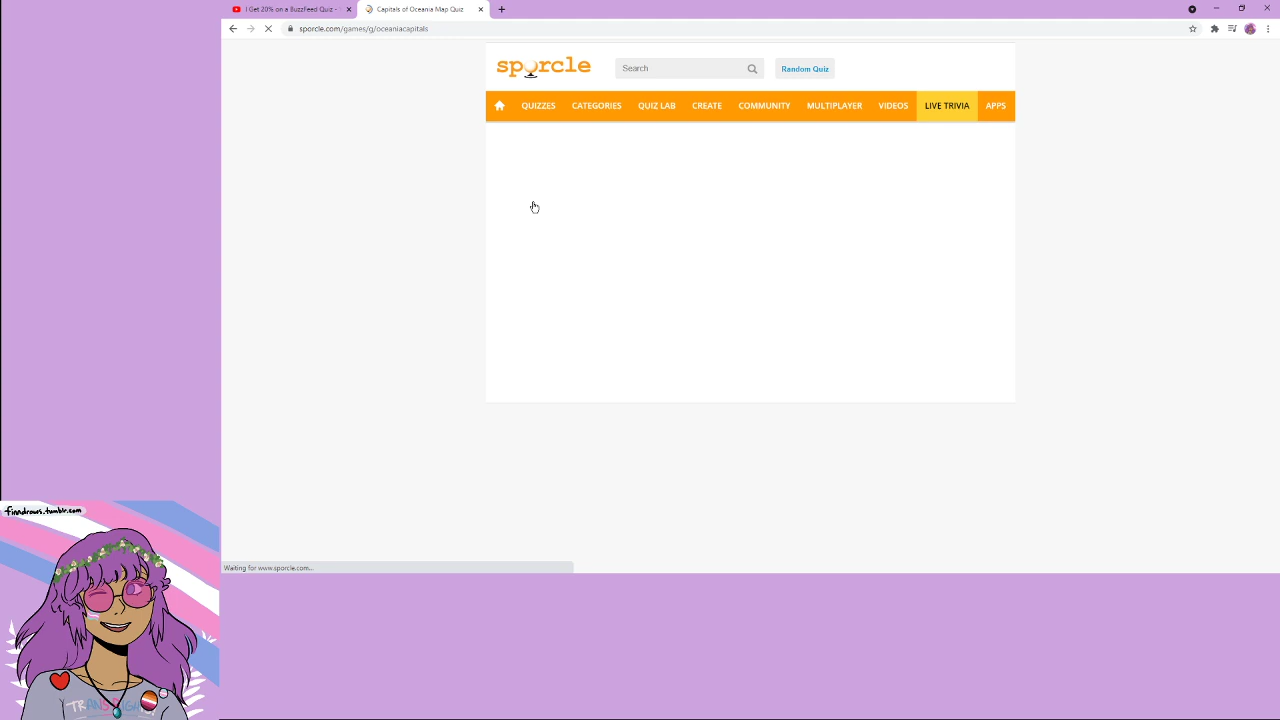 I Get 20% on a BuzzFeed Quiz -
Capitals of Oceania Map Quiz
sporcle.com/games/g/oceaniacapitals
sporcle
Search
Random Quiz
QUIZZES CATEGORIES QUIZ LAB CREATE COMMUNITY MULTIPLAYER VIDEOS LIVE TRIVIA APPS
finndraws.tumblr.com
Waiting for www.sporcle.com...